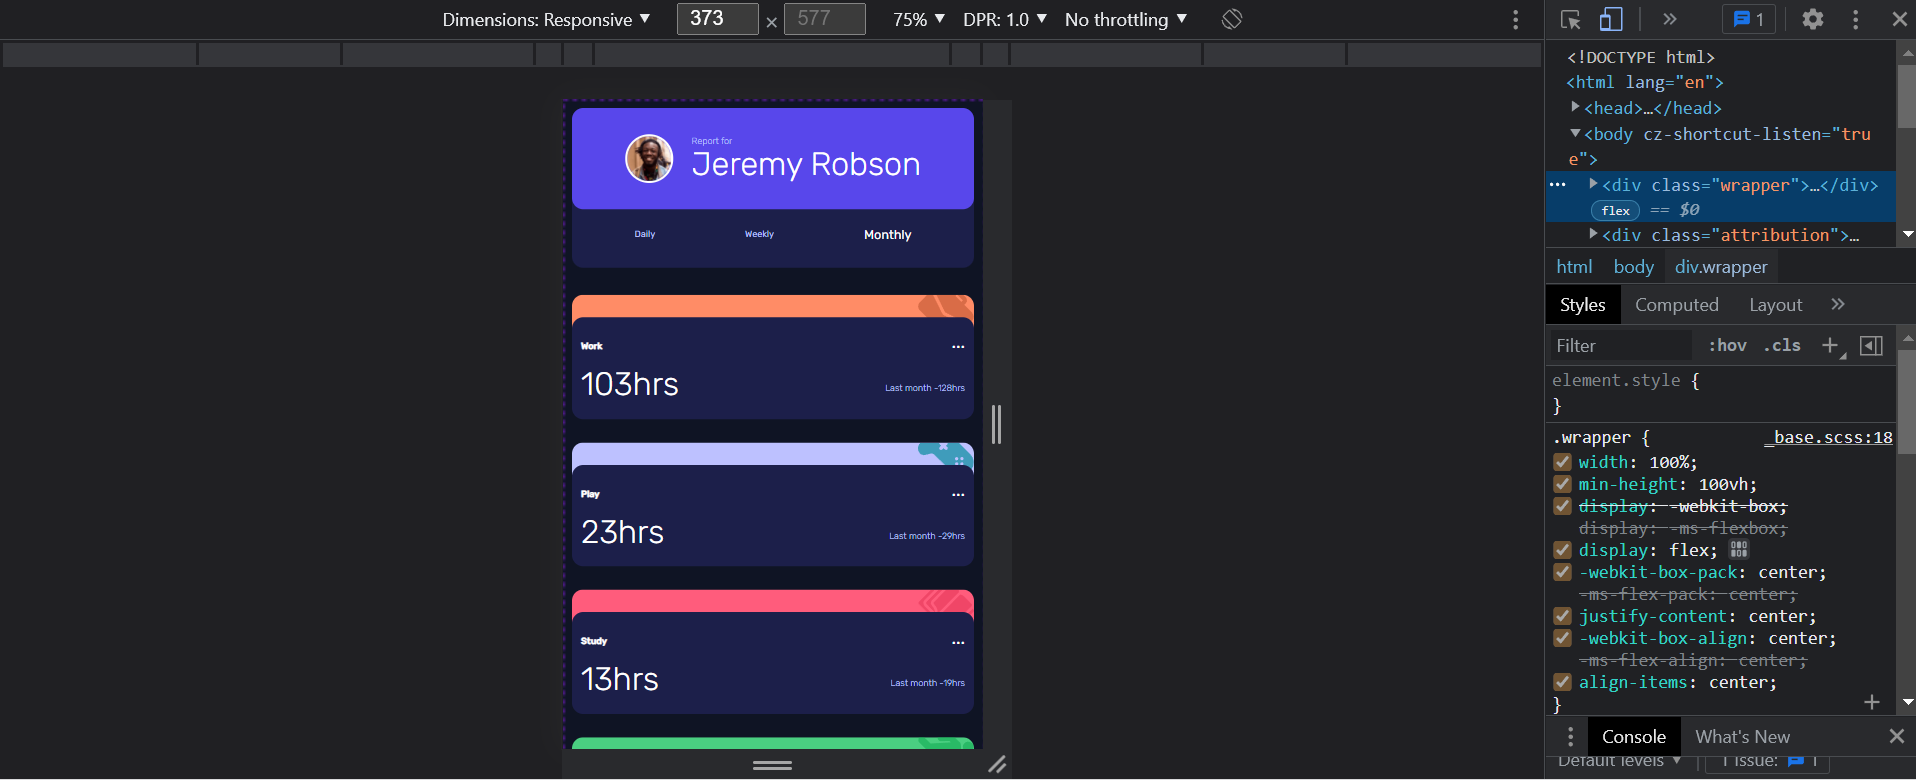 Dimensions: Responsive ▼ 373 × 577 75% ▼ DPR: 1.0 ▼ No throttling ▼
1
<!DOCTYPE html>
<html lang="en">
<head>…</head>
<body cz-shortcut-listen="tru
e">
<div class="wrapper">…</div>
flex == $0
<div class="attribution">…
html body div.wrapper
Styles Computed Layout
Filter :hov .cls
element.style {
}
.wrapper { _base.scss:18
width: 100%;
min-height: 100vh;
display: -webkit-box;
display: -ms-flexbox;
display: flex;
-webkit-box-pack: center;
-ms-flex-pack: center;
justify-content: center;
-webkit-box-align: center;
-ms-flex-align: center;
align-items: center;
}
Console What's New
Default levels ▼ 1 Issue: 1
Report for
Jeremy Robson
Daily Weekly Monthly
Work
103hrs Last month -128hrs
Play
23hrs Last month -29hrs
Study
13hrs Last month -19hrs